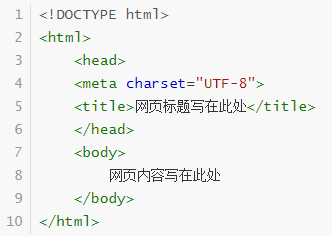 1 <!DOCTYPE html>
2 <html>
3     <head>
4     <meta charset="UTF-8">
5     <title>网页标题写在此处</title>
6     </head>
7     <body>
8         网页内容写在此处
9     </body>
10 </html>